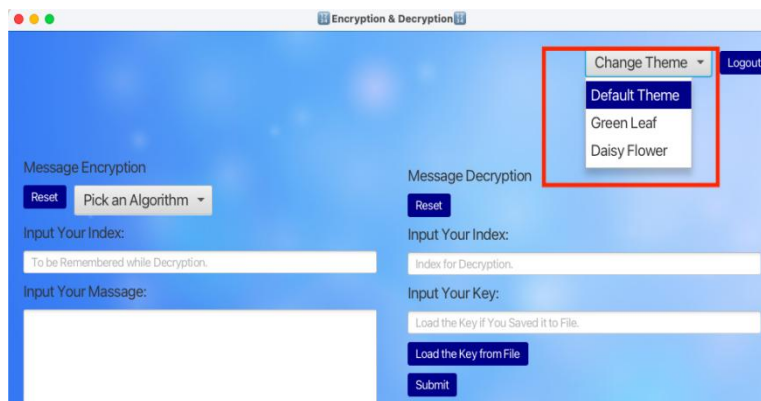 🔢Encryption & Decryption🔢
Change Theme
Logout
Default Theme
Green Leaf
Daisy Flower
Message Encryption
Reset
Pick an Algorithm
Input Your Index:
To be Remembered while Decryption.
Input Your Massage:
Message Decryption
Reset
Input Your Index:
Index for Decryption.
Input Your Key:
Load the Key if You Saved it to File.
Load the Key from File
Submit